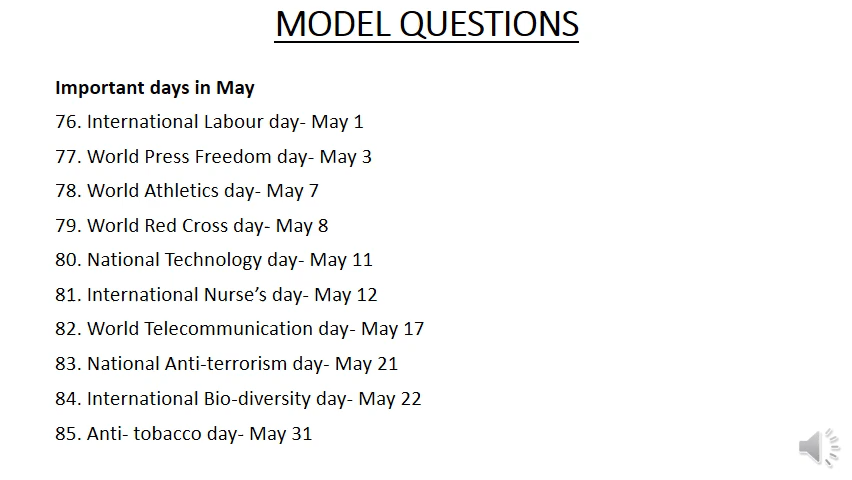 MODEL QUESTIONS
Important days in May
76. International Labour day- May 1
77. World Press Freedom day- May 3
78. World Athletics day- May 7
79. World Red Cross day- May 8
80. National Technology day- May 11
81. International Nurse’s day- May 12
82. World Telecommunication day- May 17
83. National Anti-terrorism day- May 21
84. International Bio-diversity day- May 22
85. Anti- tobacco day- May 31